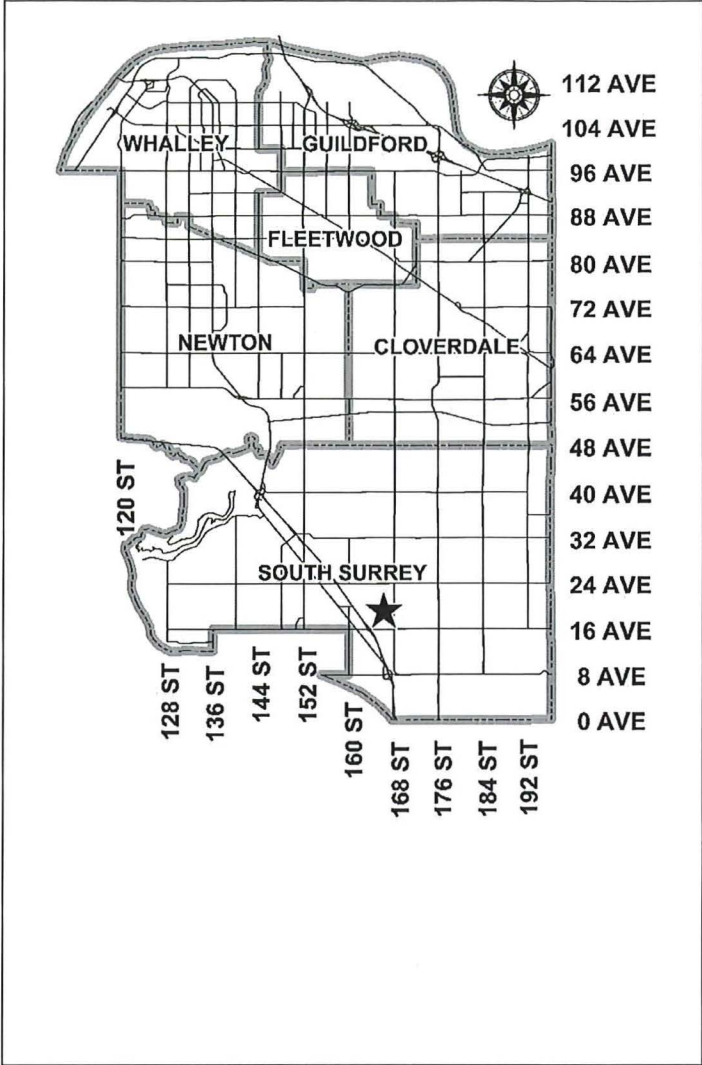 112 AVE
104 AVE
WHALLEY
GUILDFORD
96 AVE
88 AVE
FLEETWOOD
80 AVE
72 AVE
NEWTON
CLOVERDALE
64 AVE
56 AVE
48 AVE
120 ST
40 AVE
32 AVE
SOUTH SURREY
24 AVE
16 AVE
8 AVE
0 AVE
128 ST
136 ST
144 ST
152 ST
160 ST
168 ST
176 ST
184 ST
192 ST